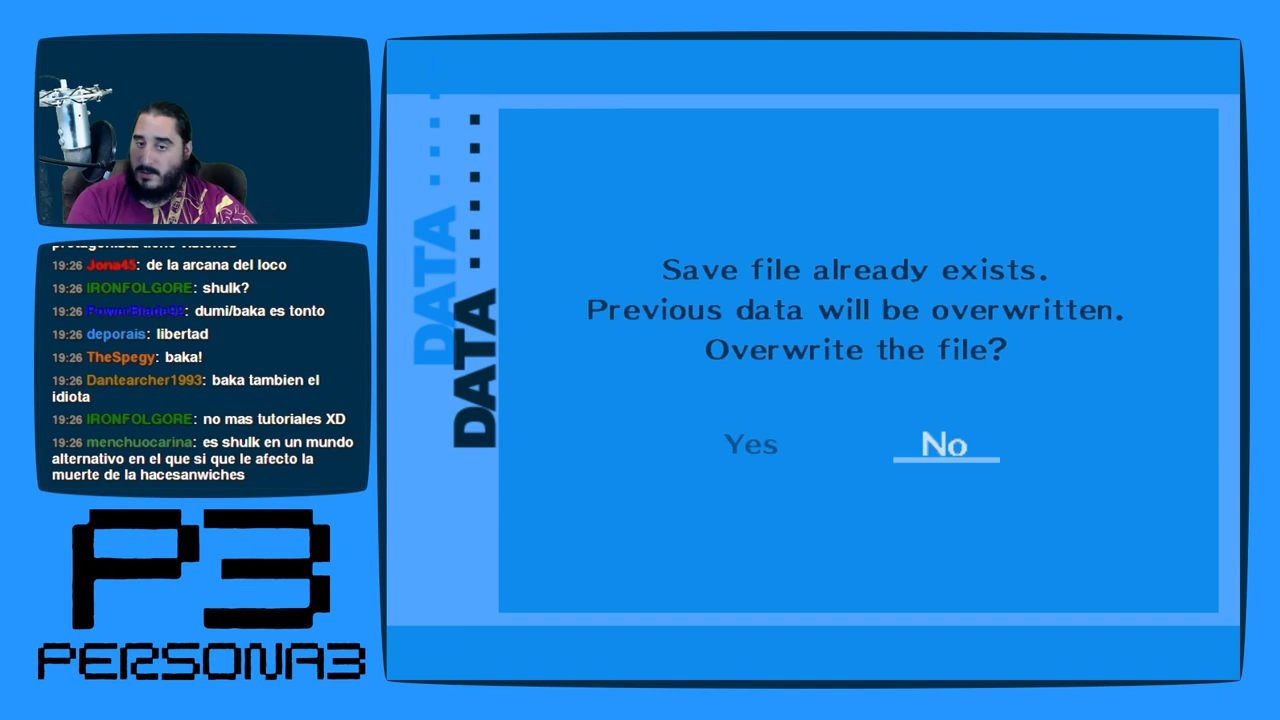 19:26 Jona45: de la arcana del loco
19:26 IRONFOLGORE: shulk?
dumi/baka es tonto
19:26 deporais: libertad
19:26 TheSpegy: baka!
19:26 Dantearcher1993: baka tambien el
idiota
19:26 IRONFOLGORE: no mas tutoriales XD
19:26 menchuocarina: es shulk en un mundo
alternativo en el que si que le afecto la
muerte de la hacesanwiches
P3
PERSONA3
DATA
DATA
Save file already exists.
Previous data will be overwritten.
Overwrite the file?
Yes No